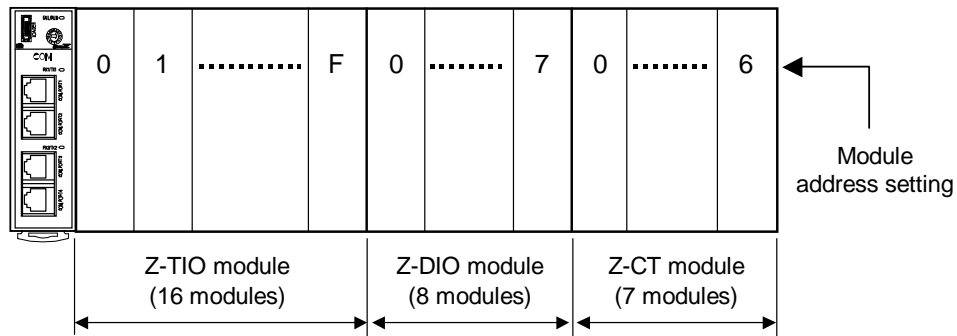 COM
0 1 ........... F 0 ........ 7 0 ........ 6
Module
address setting
Z-TIO module
(16 modules)
Z-DIO module
(8 modules)
Z-CT module
(7 modules)